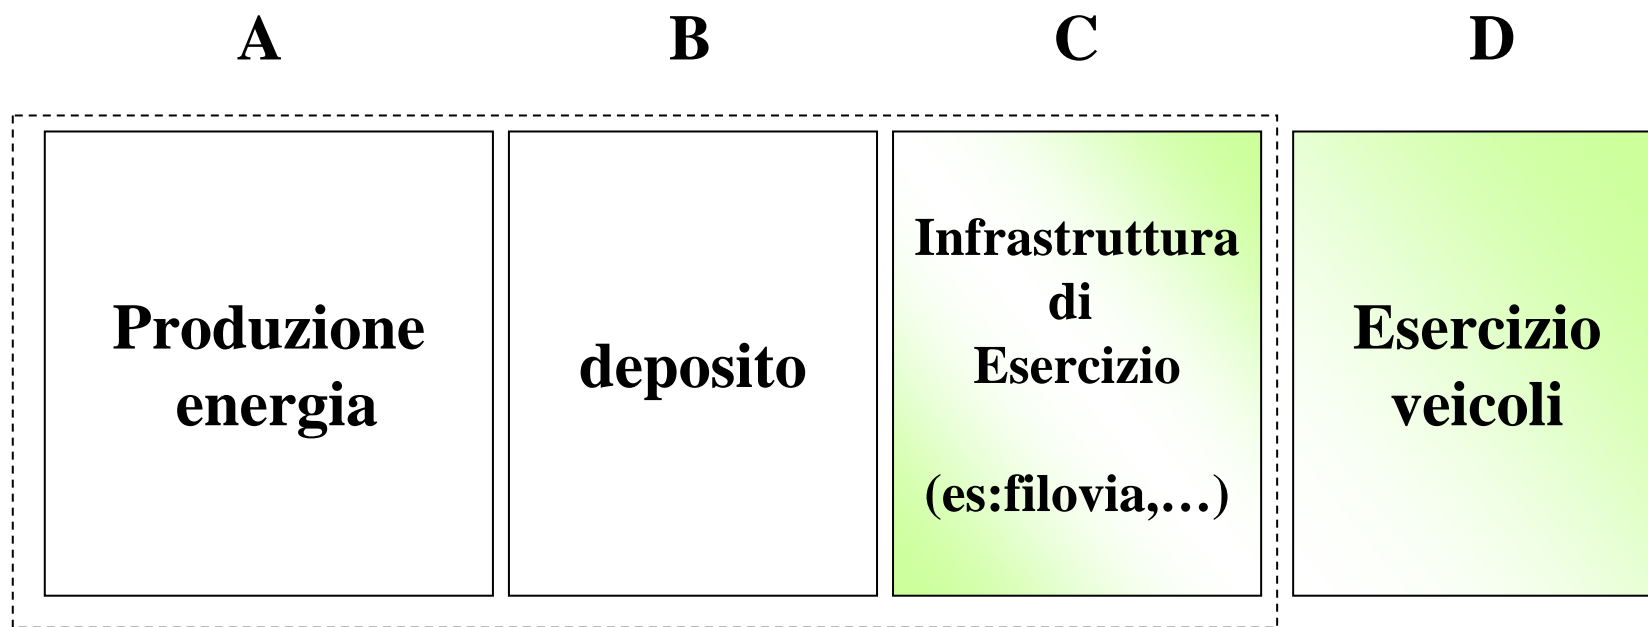 A B C D
Produzione
energia
deposito
Infrastruttura
di
Esercizio
(es:filovia,…)
Esercizio
veicoli